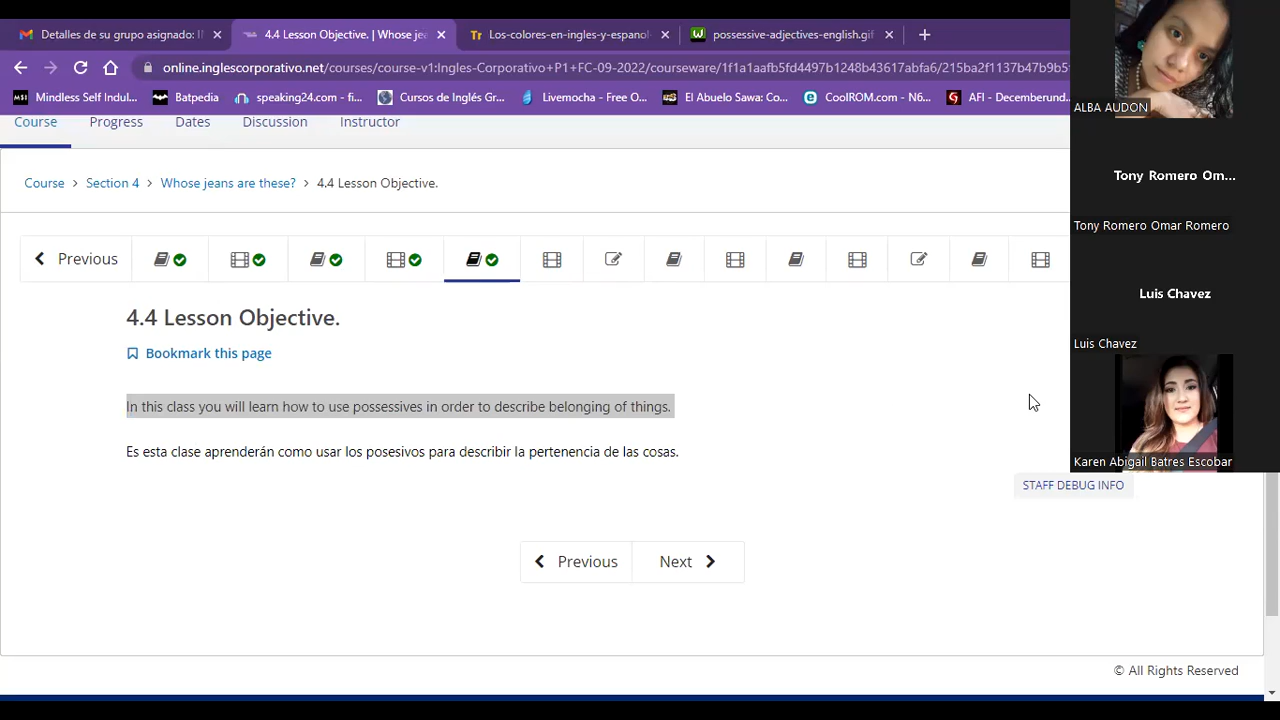 Detalles de su grupo asignado: II
4.4 Lesson Objective. | Whose jea
Los-colores-en-ingles-y-espanol-
possessive-adjectives-english.gif
online.inglescorporativo.net/courses/course-v1:Ingles-Corporativo+P1+FC-09-2022/courseware/1f1a1aafb5fd4497b1248b43617abfa6/215ba2f1137b47b9b5
Mindless Self Indul...
Batpedia
speaking24.com - fi...
Cursos de Inglés Gr...
Livemocha - Free O...
El Abuelo Sawa: Co...
CoolROM.com - N6...
AFI - Decemberund
Course
Progress
Dates
Discussion
Instructor
Course > Section 4 > Whose jeans are these? > 4.4 Lesson Objective.
Previous
4.4 Lesson Objective.
Bookmark this page
In this class you will learn how to use possessives in order to describe belonging of things.
Es esta clase aprenderán como usar los posesivos para describir la pertenencia de las cosas.
STAFF DEBUG INFO
Previous
Next
© All Rights Reserved
ALBA AUDON
Tony Romero Om...
Tony Romero Omar Romero
Luis Chavez
Luis Chavez
Karen Abigail Batres Escobar